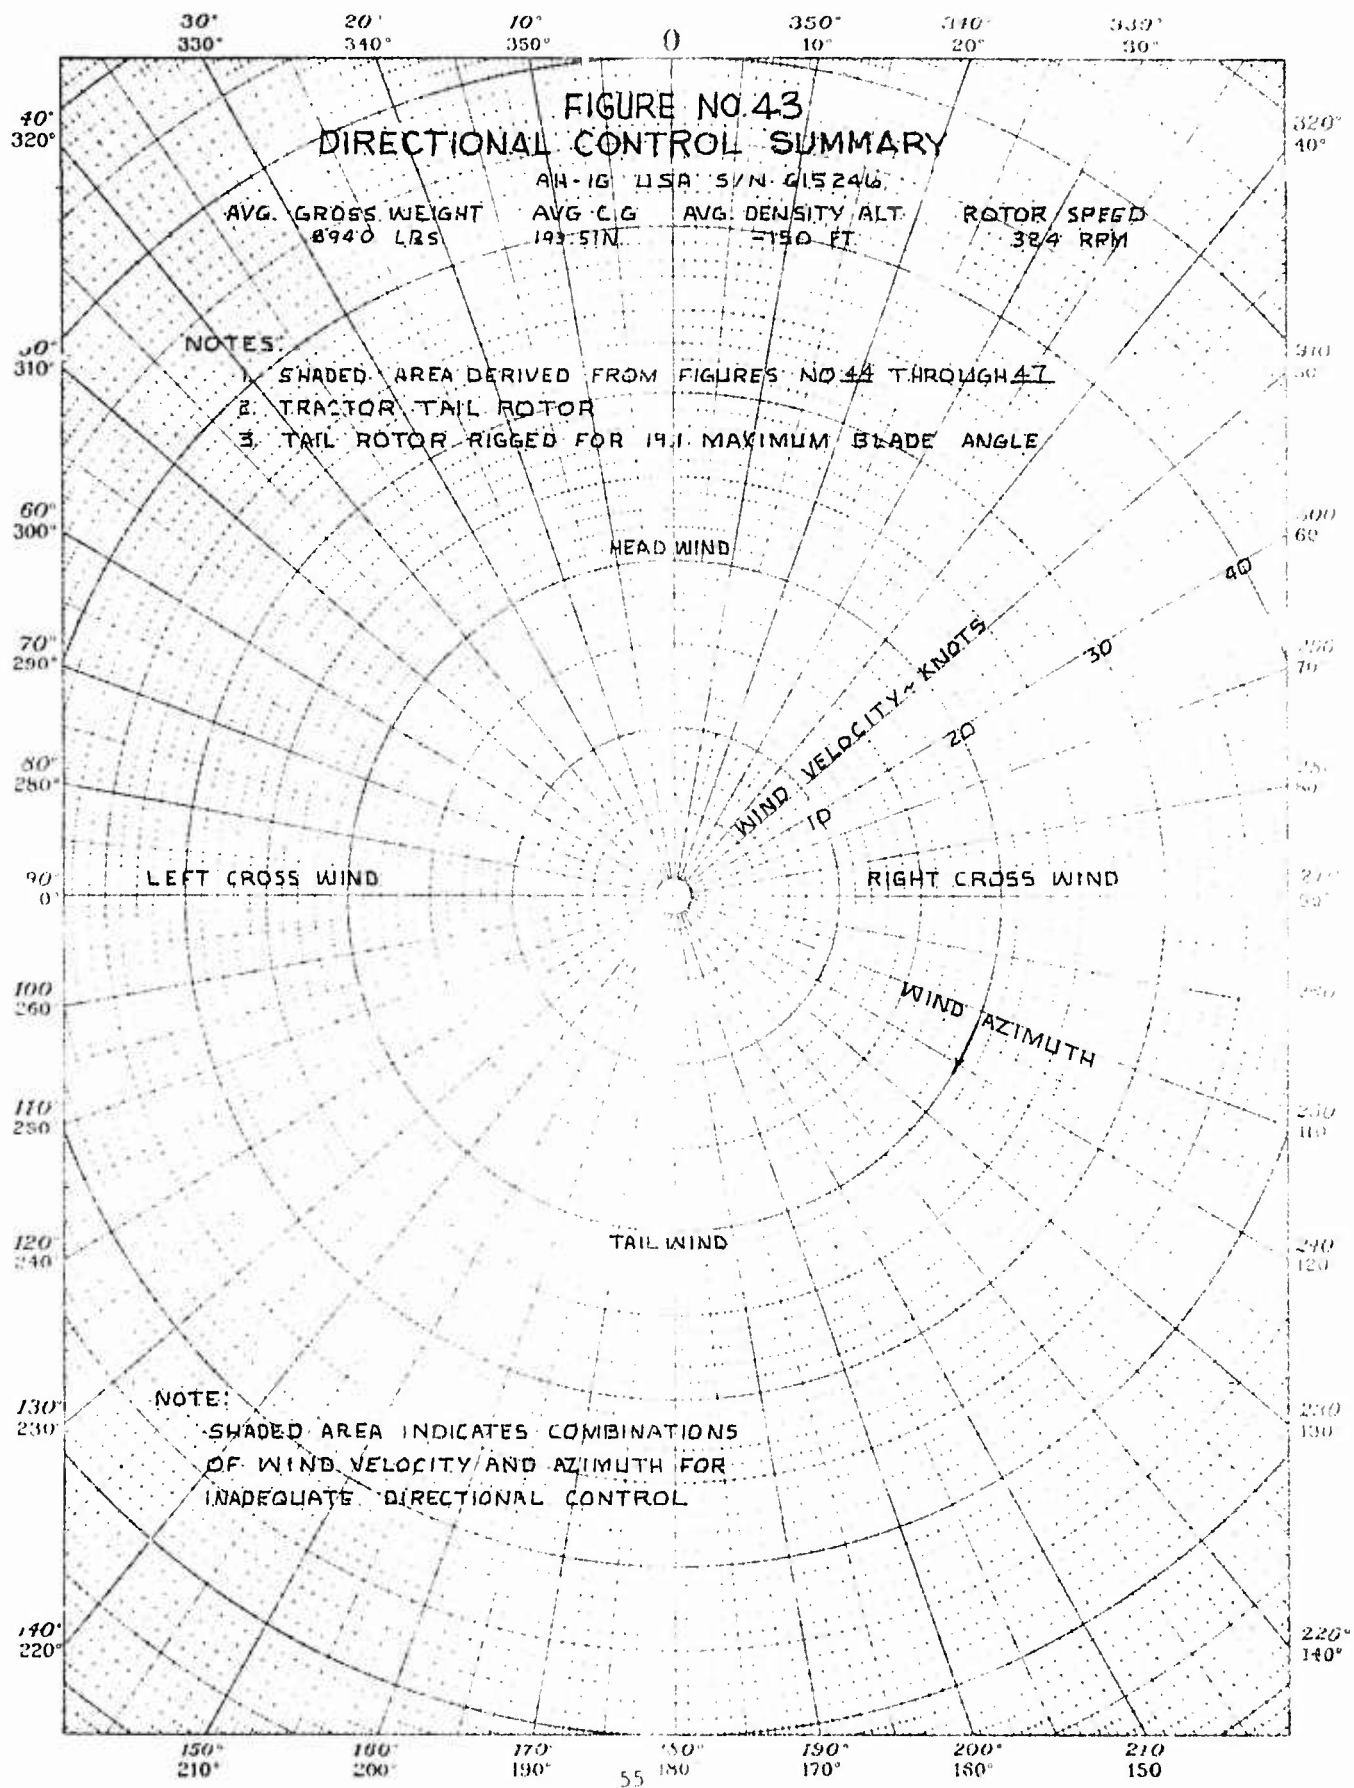 30° 20° 10° 350° 340° 330°
330° 340° 350° 0 10° 20° 30°
FIGURE NO. 43
DIRECTIONAL CONTROL SUMMARY
AH-1G USA S/N 615246
AVG. GROSS WEIGHT AVG C.G AVG. DENSITY ALT. ROTOR SPEED
8940 LBS. 193.5 IN. -150 FT. 324 RPM
40°
320°
320°
40°
NOTES:
310°
1. SHADED AREA DERIVED FROM FIGURES NO. 44 THROUGH 47
2. TRACTOR TAIL ROTOR
3. TAIL ROTOR RIGGED FOR 19.1 MAXIMUM BLADE ANGLE
60°
300°
HEAD WIND
40
30
20
10
WIND VELOCITY ~ KNOTS
70°
290°
80°
280°
LEFT CROSS WIND RIGHT CROSS WIND
90°
100°
260°
WIND AZIMUTH
110°
250
120°
240
240
120
TAIL WIND
130°
230°
NOTE:
SHADED AREA INDICATES COMBINATIONS
OF WIND VELOCITY AND AZIMUTH FOR
INADEQUATE DIRECTIONAL CONTROL
140°
220°
220°
140°
150° 160° 170° 180° 190° 200° 210
210° 200° 190° 180 170° 160° 150
55